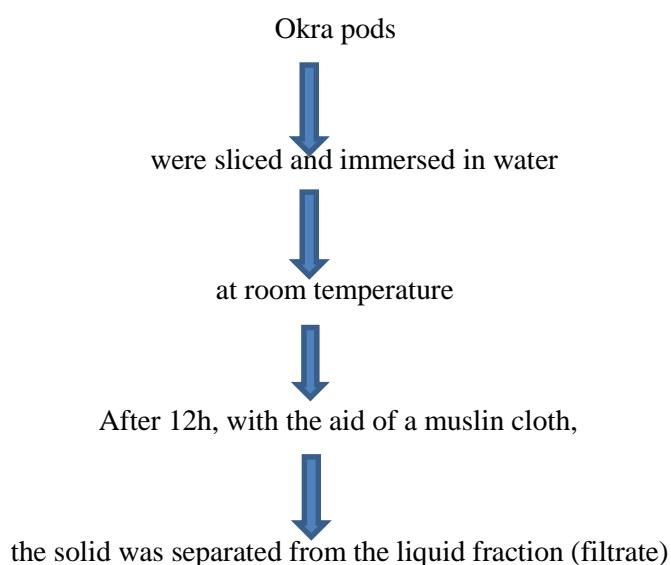 Okra pods
were sliced and immersed in water
at room temperature
After 12h, with the aid of a muslin cloth,
the solid was separated from the liquid fraction (filtrate)